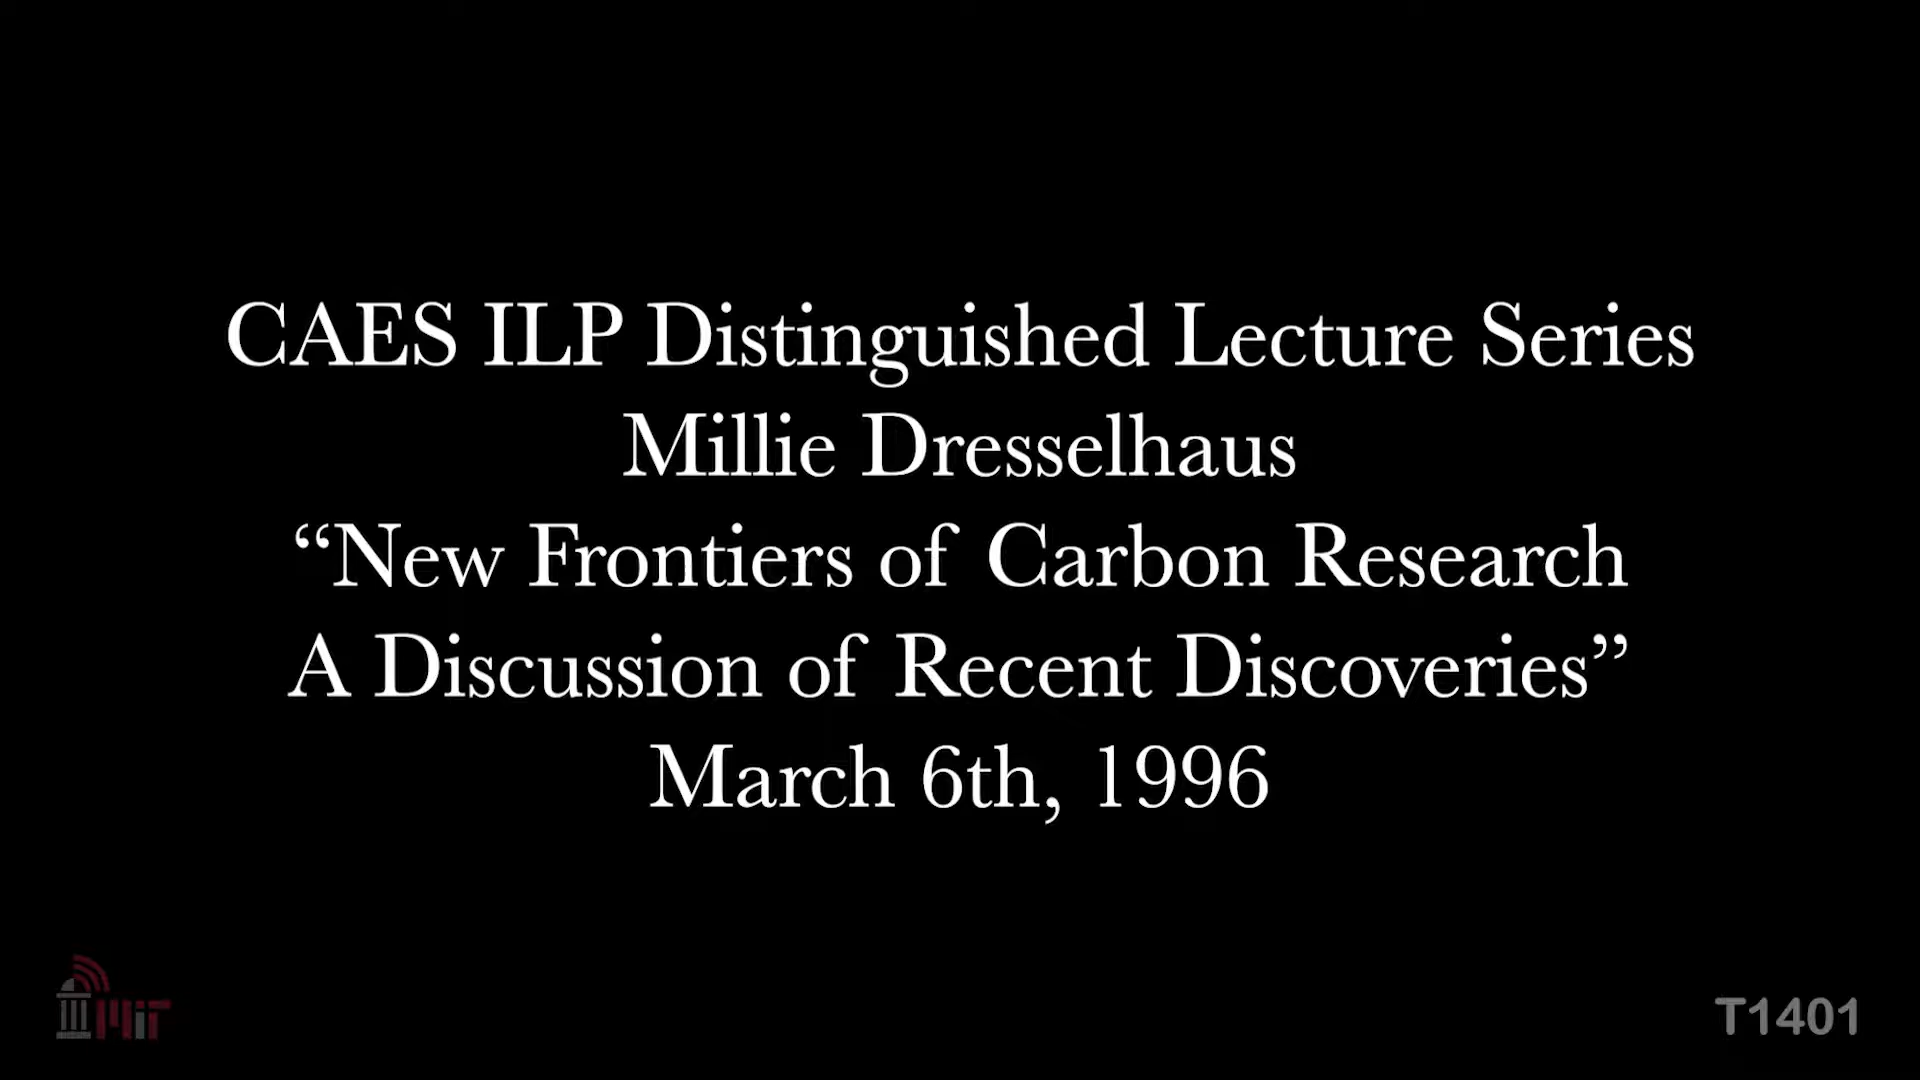 CAES ILP Distinguished Lecture Series
Millie Dresselhaus
“New Frontiers of Carbon Research
A Discussion of Recent Discoveries”
March 6th, 1996
MIT
T1401